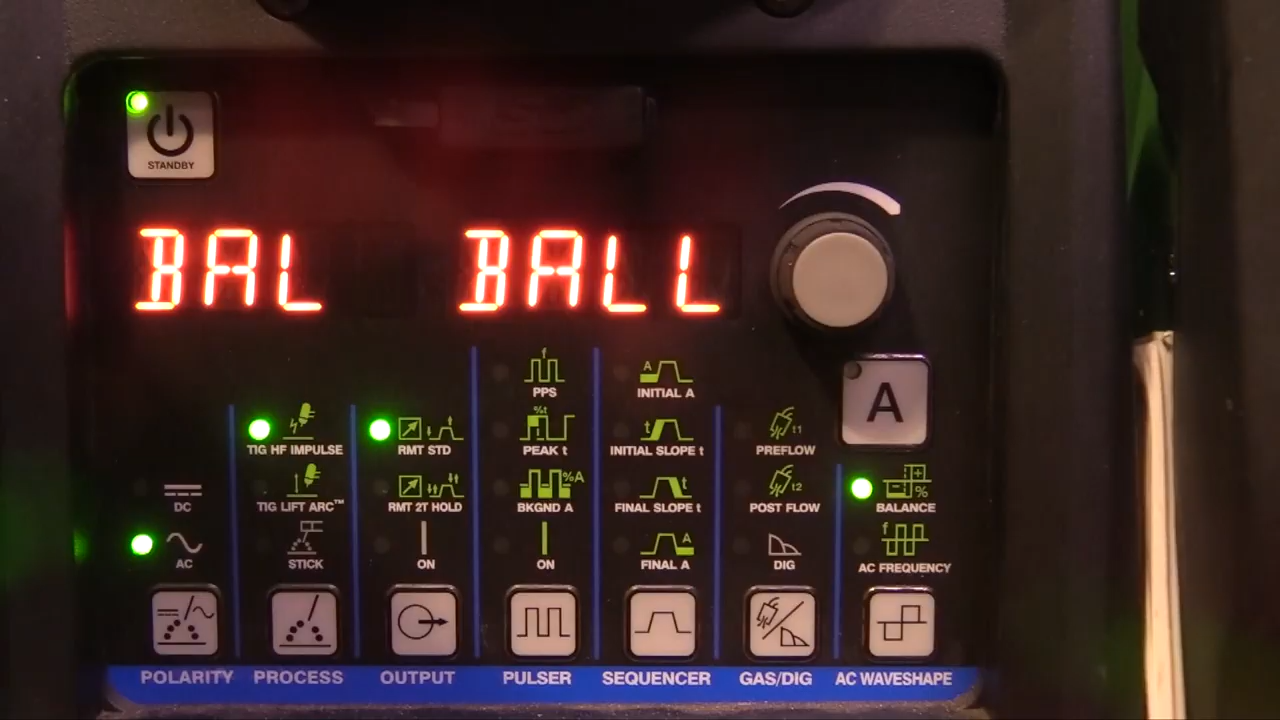 STANDBY
BAL BALL
A
f
PPS
A
INITIAL A
TIG HF IMPULSE
RMT STD
%t
PEAK t
t
INITIAL SLOPE t
t1
PREFLOW
DC
TIG LIFT ARC™
RMT 2T HOLD
%A
BKGND A
t
FINAL SLOPE t
t2
POST FLOW
+
%
BALANCE
AC
STICK
ON
ON
A
FINAL A
DIG
f
AC FREQUENCY
POLARITY PROCESS OUTPUT PULSER SEQUENCER GAS/DIG AC WAVESHAPE